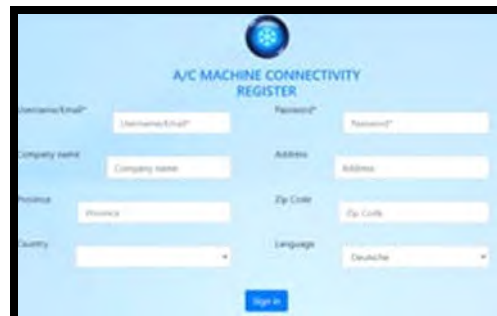 A/C MACHINE CONNECTIVITY
REGISTER
Username/Email*
Username/Email*
Password*
Password*
Company name
Company name
Address
Address
Province
Province
Zip Code
Zip Code
Country
Language
Deutsche
Sign in